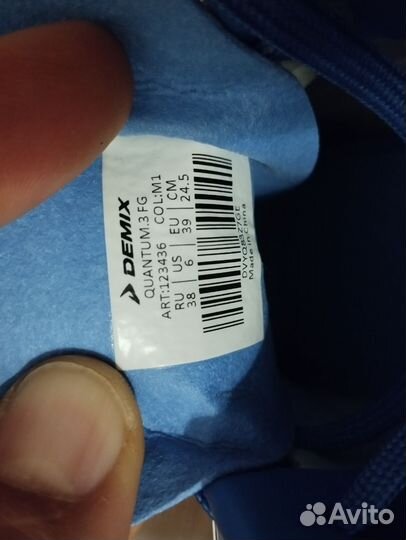 DEMIX
QUANTUM.3 FG
ART:123436 COL:M1
RU US EU CM
38 6 39 24.5
Made in China
Avito